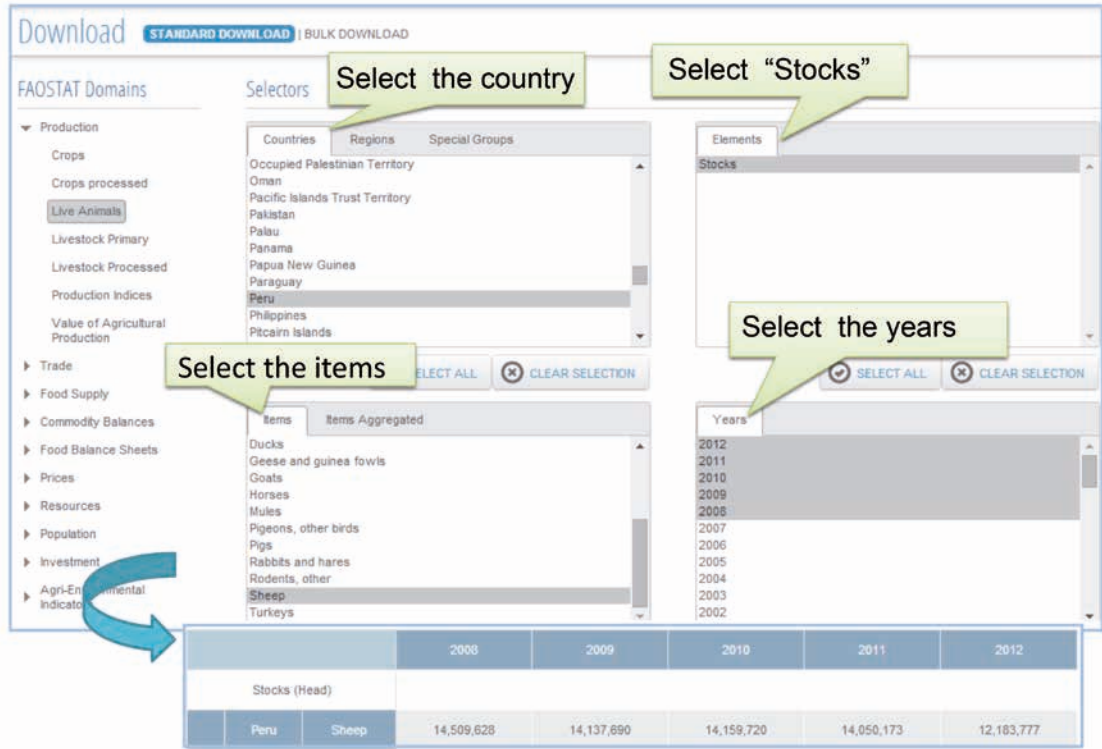 Download STANDARD DOWNLOAD | BULK DOWNLOAD
FAOSTAT Domains
Production
Crops
Crops processed
Live Animals
Livestock Primary
Livestock Processed
Production Indices
Value of Agricultural
Production
Trade
Food Supply
Commodity Balances
Food Balance Sheets
Prices
Resources
Population
Investment
Agri-Environmental
Selectors
Select the country
Countries Regions Special Groups
Occupied Palestinian Territory
Oman
Pacific Islands Trust Territory
Pakistan
Palau
Panama
Papua New Guinea
Paraguay
Peru
Philippines
Pitcairn Islands
SELECT ALL CLEAR SELECTION
Select "Stocks"
Elements
Stocks
SELECT ALL CLEAR SELECTION
Select the items
Items Items Aggregated
Ducks
Geese and guinea fowls
Goats
Horses
Mules
Pigeons, other birds
Pigs
Rabbits and hares
Rodents, other
Sheep
Turkeys
Select the years
Years
2012
2011
2010
2009
2008
2007
2006
2005
2004
2003
2002
2008 2009 2010 2011 2012
Stocks (Head)
Peru Sheep 14,509,628 14,137,690 14,159,720 14,050,173 12,183,777